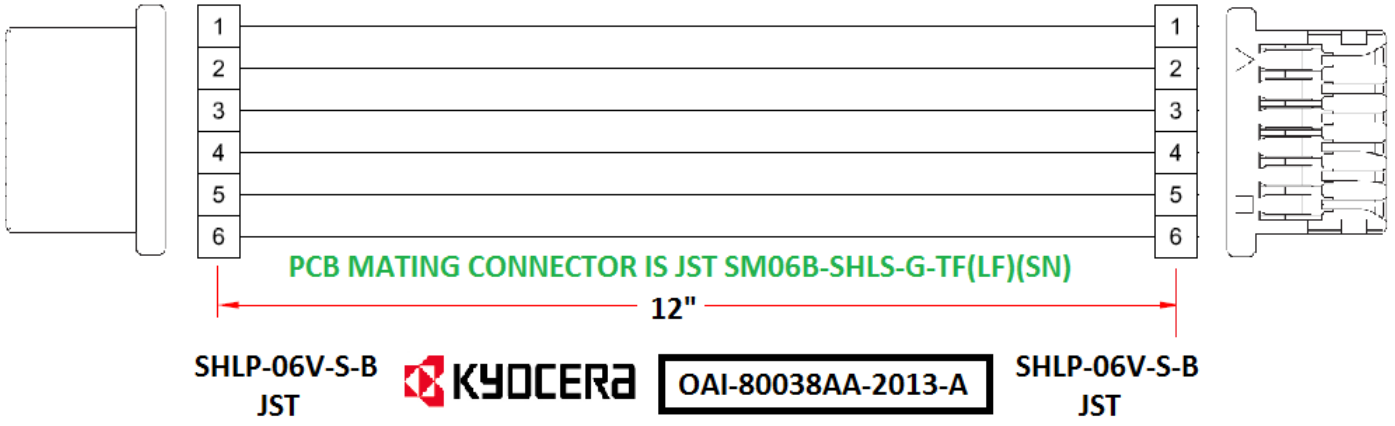 1 1
2 2
3 3
4 4
5 5
6 6
PCB MATING CONNECTOR IS JST SM06B-SHLS-G-TF(LF)(SN)
12"
SHLP-06V-S-B
JST
KYOCERA
OAI-80038AA-2013-A
SHLP-06V-S-B
JST